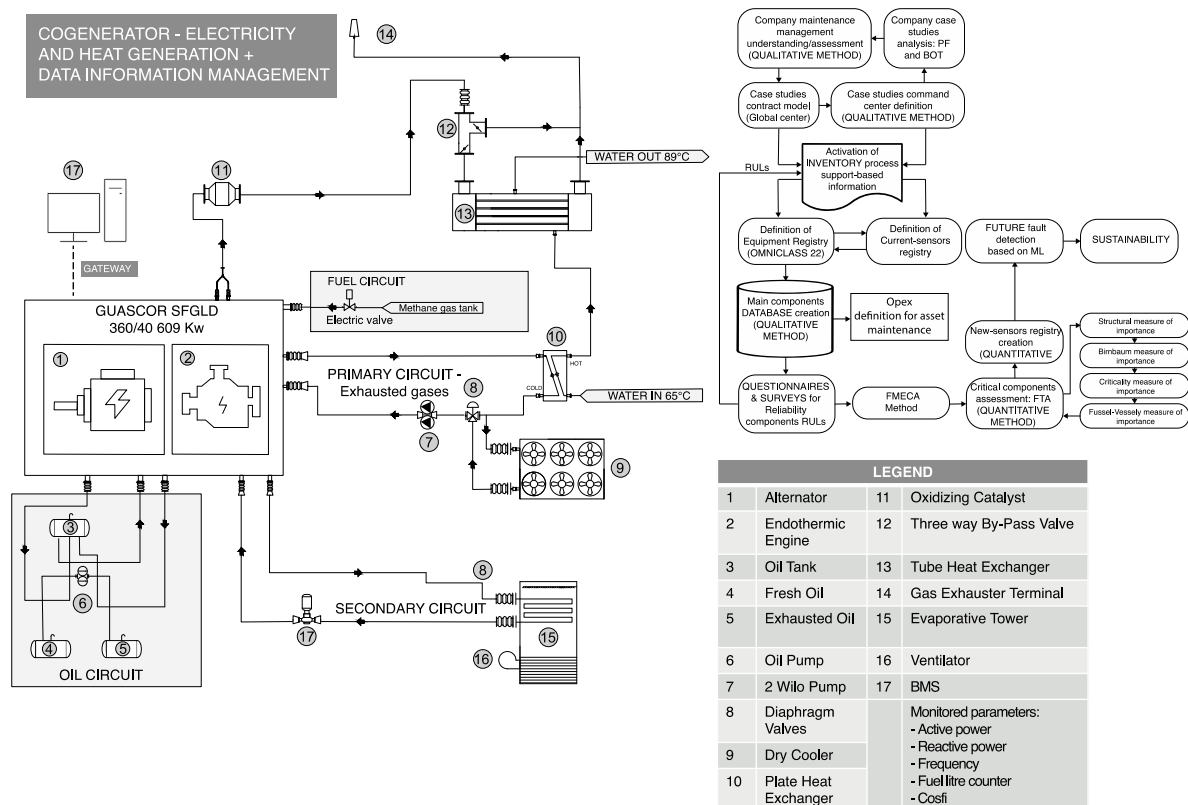 COGENERATOR - ELECTRICITY
AND HEAT GENERATION +
DATA INFORMATION MANAGEMENT
14
12
11
17
13
WATER OUT 89°C
GATEWAY
GUASCOR SFGLD
360/40 609 Kw
1
2
FUEL CIRCUIT
Methane gas tank
Electric valve
10
HOT
COLD
PRIMARY CIRCUIT -
Exhausted gases
8
WATER IN 65°C
7
9
3
6
4
5
OIL CIRCUIT
8
SECONDARY CIRCUIT
17
15
16
Company maintenance
management
understanding/assessment
(QUALITATIVE METHOD)
Company case
studies
analysis: PF
and BOT
Case studies
contract model
(Global center)
Case studies command
center definition
(QUALITATIVE METHOD)
RULs
Activation of
INVENTORY process
support-based
information
Definition of
Equipment Registry
(OMNICLASS 22)
Definition of
Current-sensors
registry
FUTURE fault
detection
based on ML
SUSTAINABILITY
Main components
DATABASE creation
(QUALITATIVE
METHOD)
Opex
definition for asset
maintenance
New-sensors registry
creation
(QUANTITATIVE
Structural measure of
importance
Birnbaum measure of
importance
Criticality measure of
importance
Fussel-Vessely measure of
importance
QUESTIONNAIRES
& SURVEYS for
Reliability
components RULs
FMECA
Method
Critical components
assessment: FTA
(QUANTITATIVE
METHOD)
LEGEND
1 Alternator 11 Oxidizing Catalyst
2 Endothermic
Engine 12 Three way By-Pass Valve
3 Oil Tank 13 Tube Heat Exchanger
4 Fresh Oil 14 Gas Exhauster Terminal
5 Exhausted Oil 15 Evaporative Tower
6 Oil Pump 16 Ventilator
7 2 Wilo Pump 17 BMS
8 Diaphragm
Valves
9 Dry Cooler
10 Plate Heat
Exchanger
Monitored parameters:
- Active power
- Reactive power
- Frequency
- Fuel litre counter
- Cosfi